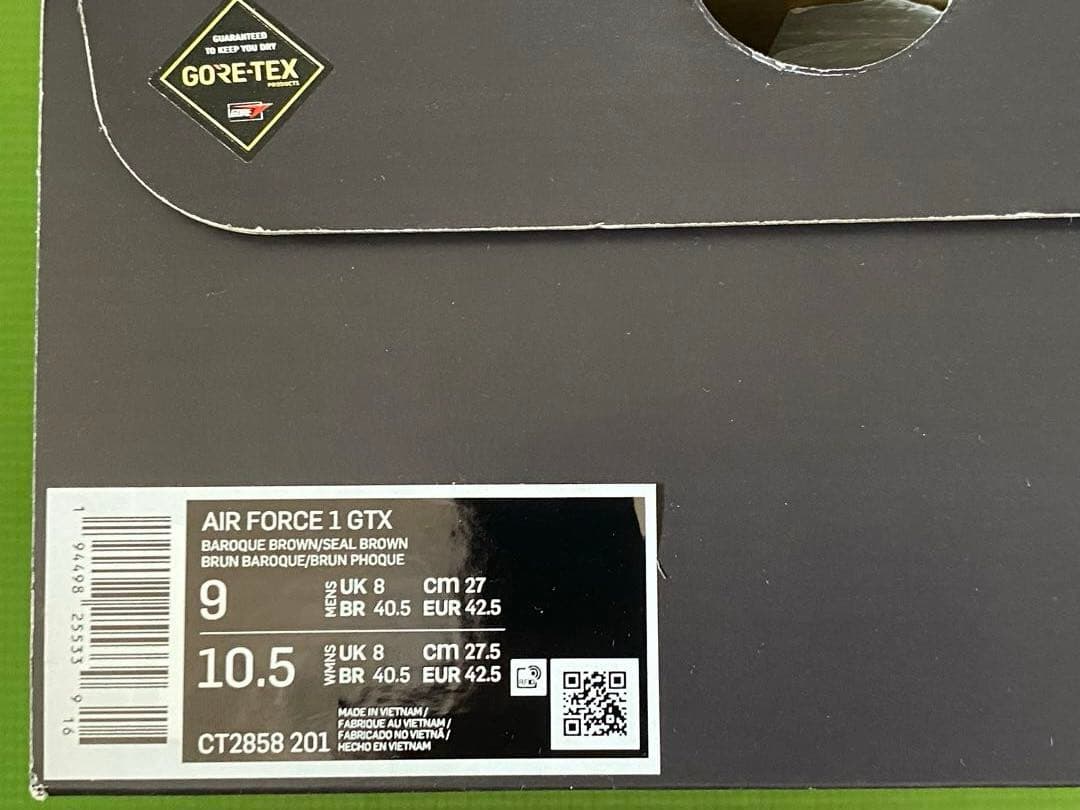 GUARANTEED
TO KEEP YOU DRY
GORE-TEX
PRODUCTS
GORE
AIR FORCE 1 GTX
BAROQUE BROWN/SEAL BROWN
BRUN BAROQUE/BRUN PHOQUE
9 MENS UK 8 cm 27
BR 40.5 EUR 42.5
10.5 WMNS UK 8 cm 27.5
BR 40.5 EUR 42.5
RFID
MADE IN VIETNAM /
FABRIQUE AU VIETNAM /
FABRICADO NO VIETNÃ /
HECHO EN VIETNAM
CT2858 201
1 94498 25533 9 16